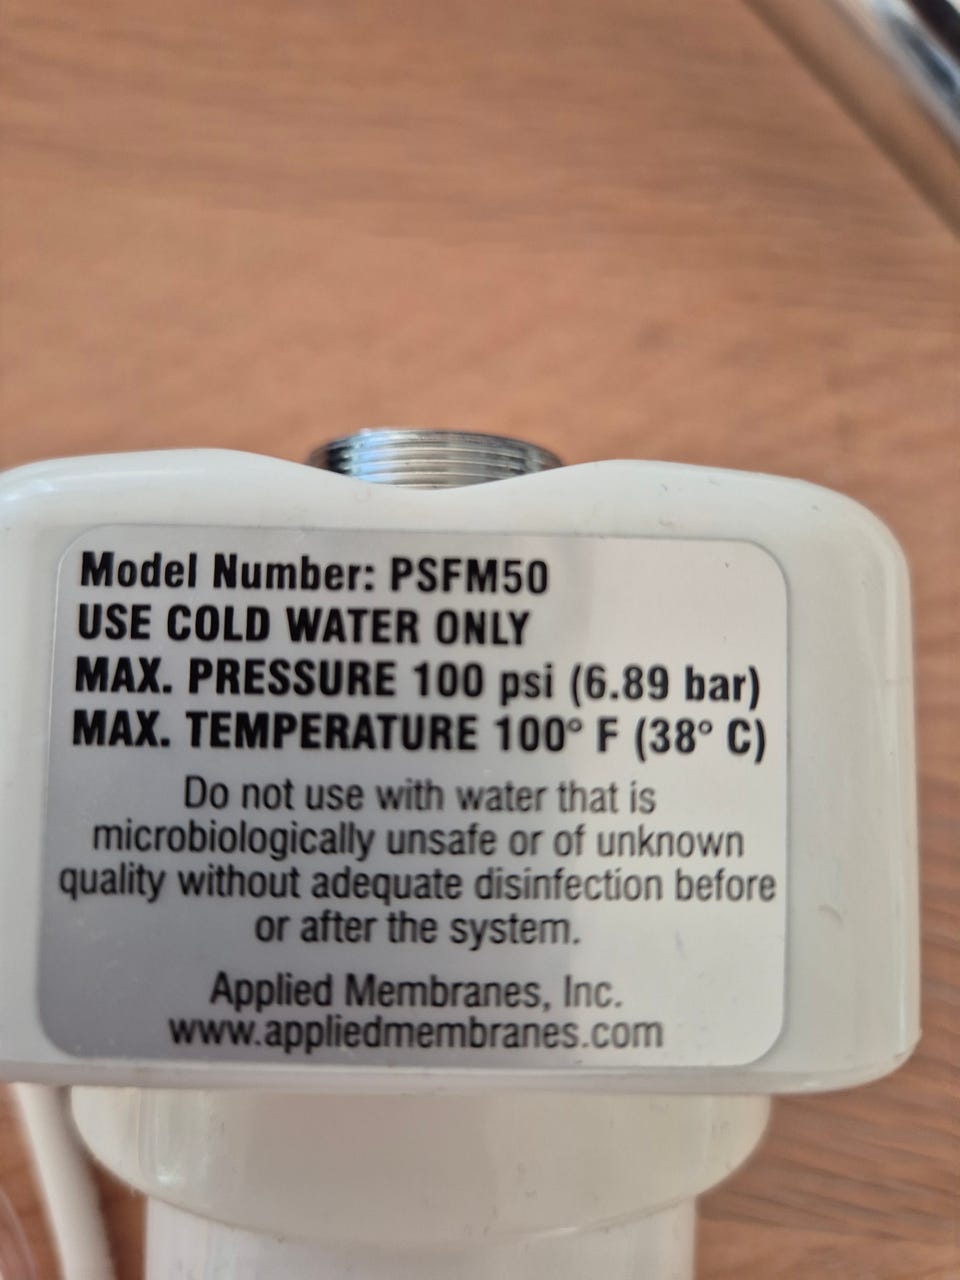 Model Number: PSFM50
USE COLD WATER ONLY
MAX. PRESSURE 100 psi (6.89 bar)
MAX. TEMPERATURE 100° F (38° C)
Do not use with water that is
microbiologically unsafe or of unknown
quality without adequate disinfection before
or after the system.
Applied Membranes, Inc.
www.appliedmembranes.com